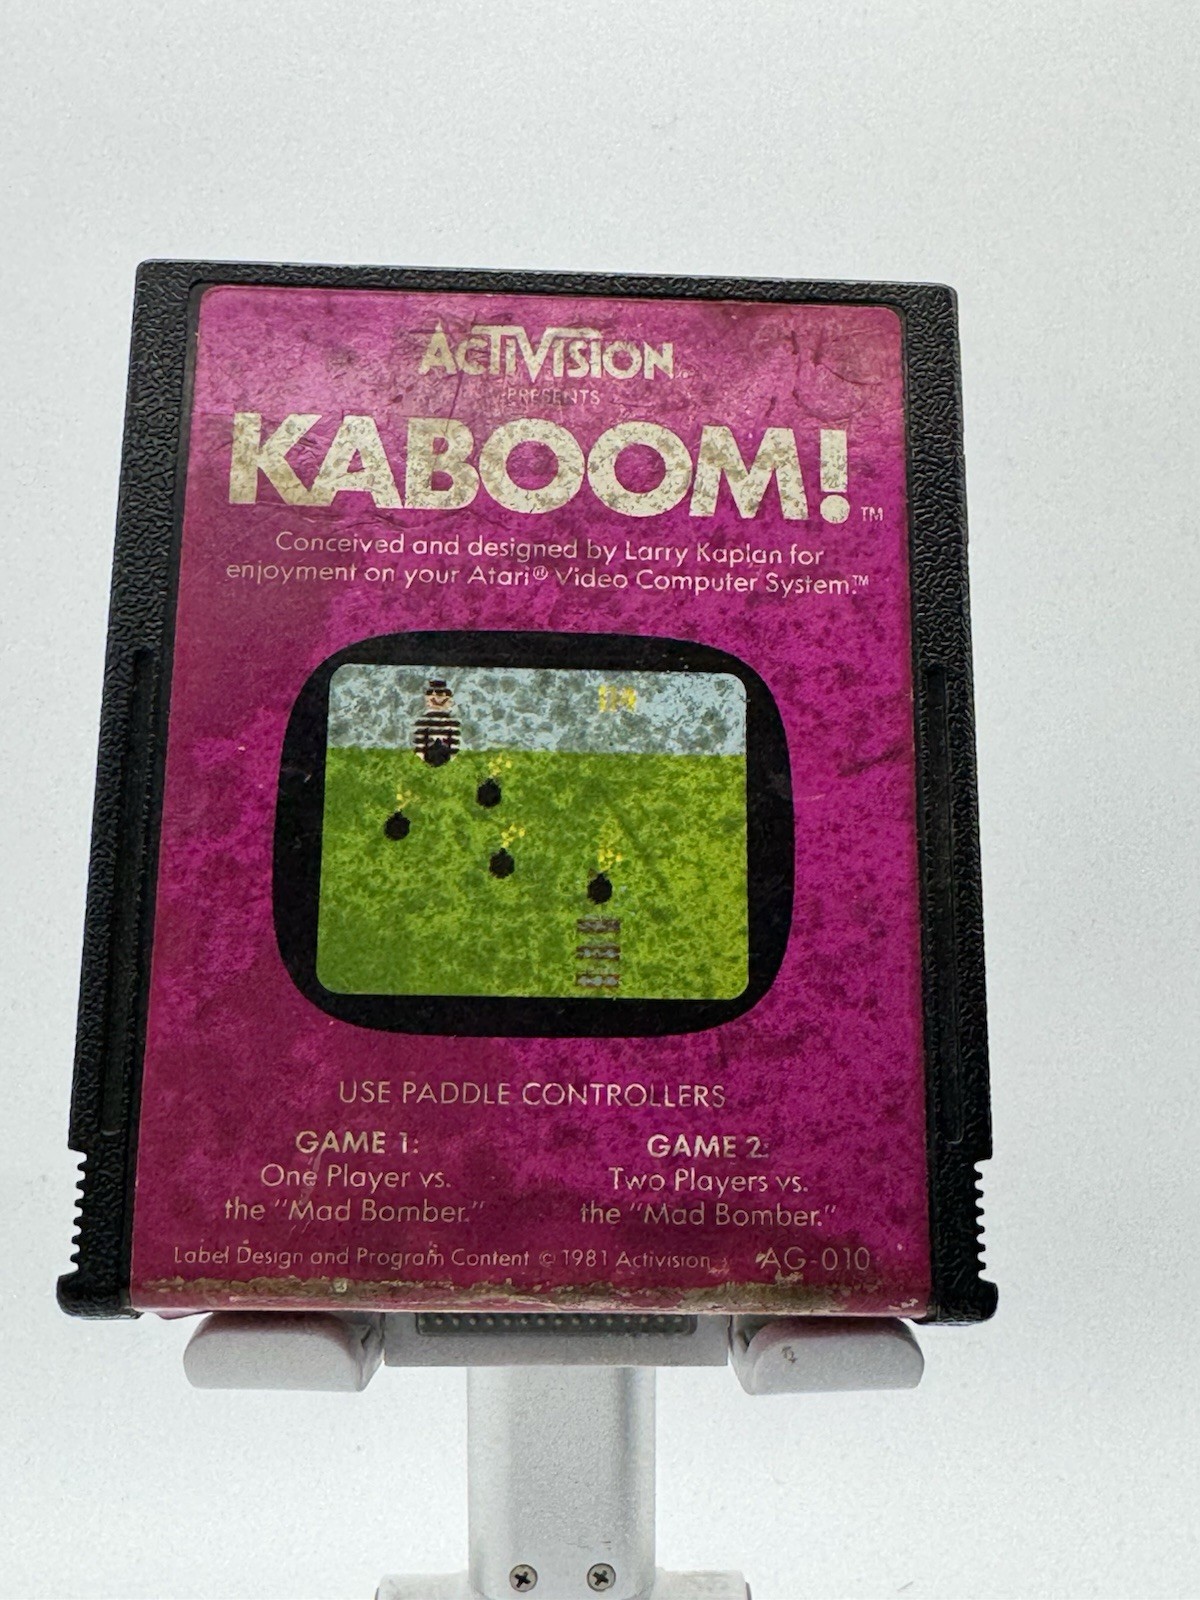 ACTIVISION
PRESENTS
KABOOM!™
Conceived and designed by Larry Kaplan for
enjoyment on your Atari® Video Computer System.™
USE PADDLE CONTROLLERS
GAME 1:
One Player vs.
the "Mad Bomber."
GAME 2:
Two Players vs.
the "Mad Bomber."
Label Design and Program Content © 1981 Activision
AG-010